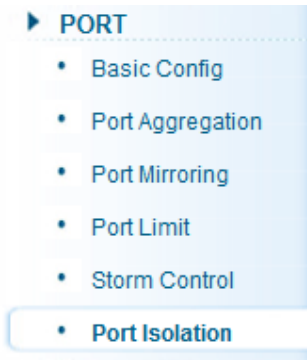 PORT
Basic Config
Port Aggregation
Port Mirroring
Port Limit
Storm Control
Port Isolation